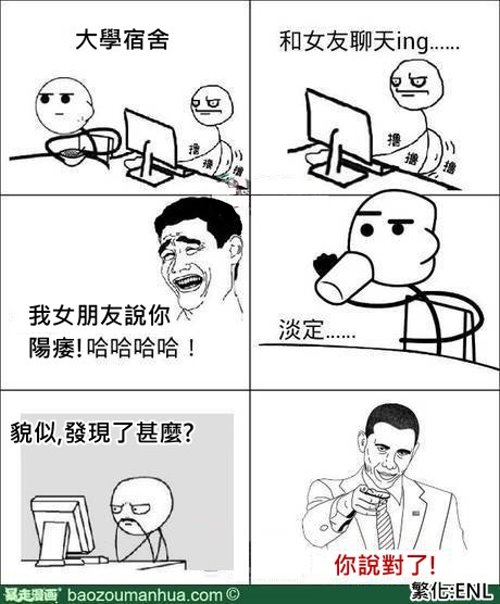 大學宿舍
擼
擼
擼
和女友聊天ing......
擼
擼
擼
我女朋友說你
陽痿!哈哈哈哈！
淡定......
貌似,發現了甚麼?
你說對了!
暴走漫画 baozoumanhua.com ©
繁化:ENL